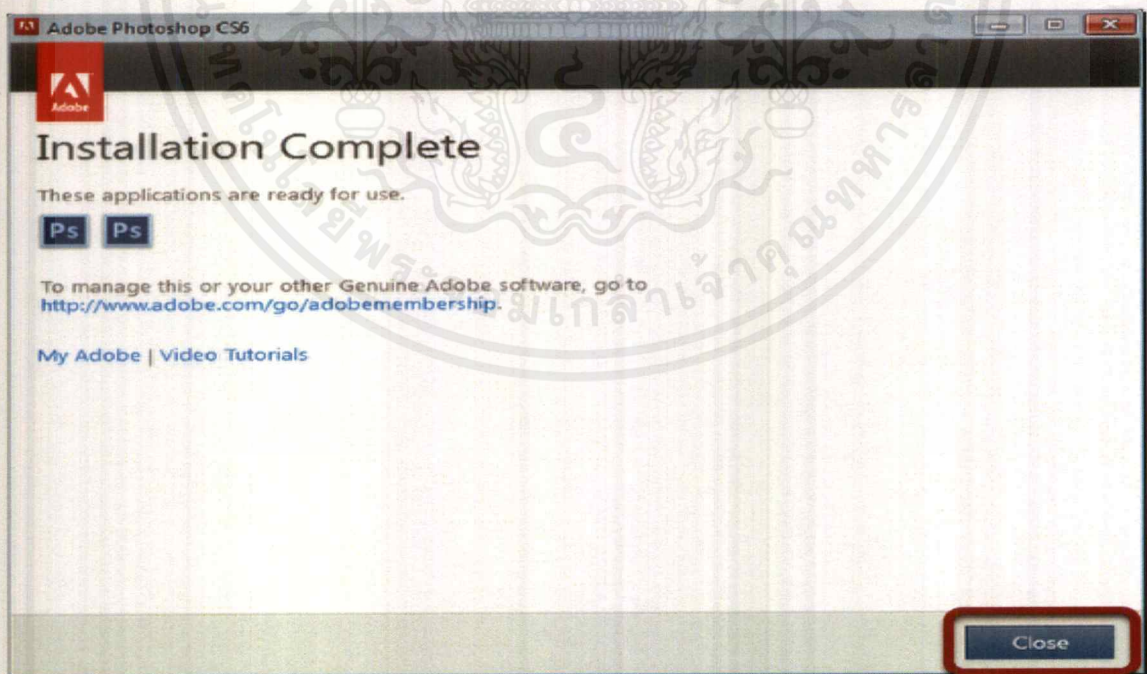 Adobe Photoshop CS6
Adobe
Installation Complete
These applications are ready for use.
Ps Ps
To manage this or your other Genuine Adobe software, go to
http://www.adobe.com/go/adobemembership.
My Adobe | Video Tutorials
Close